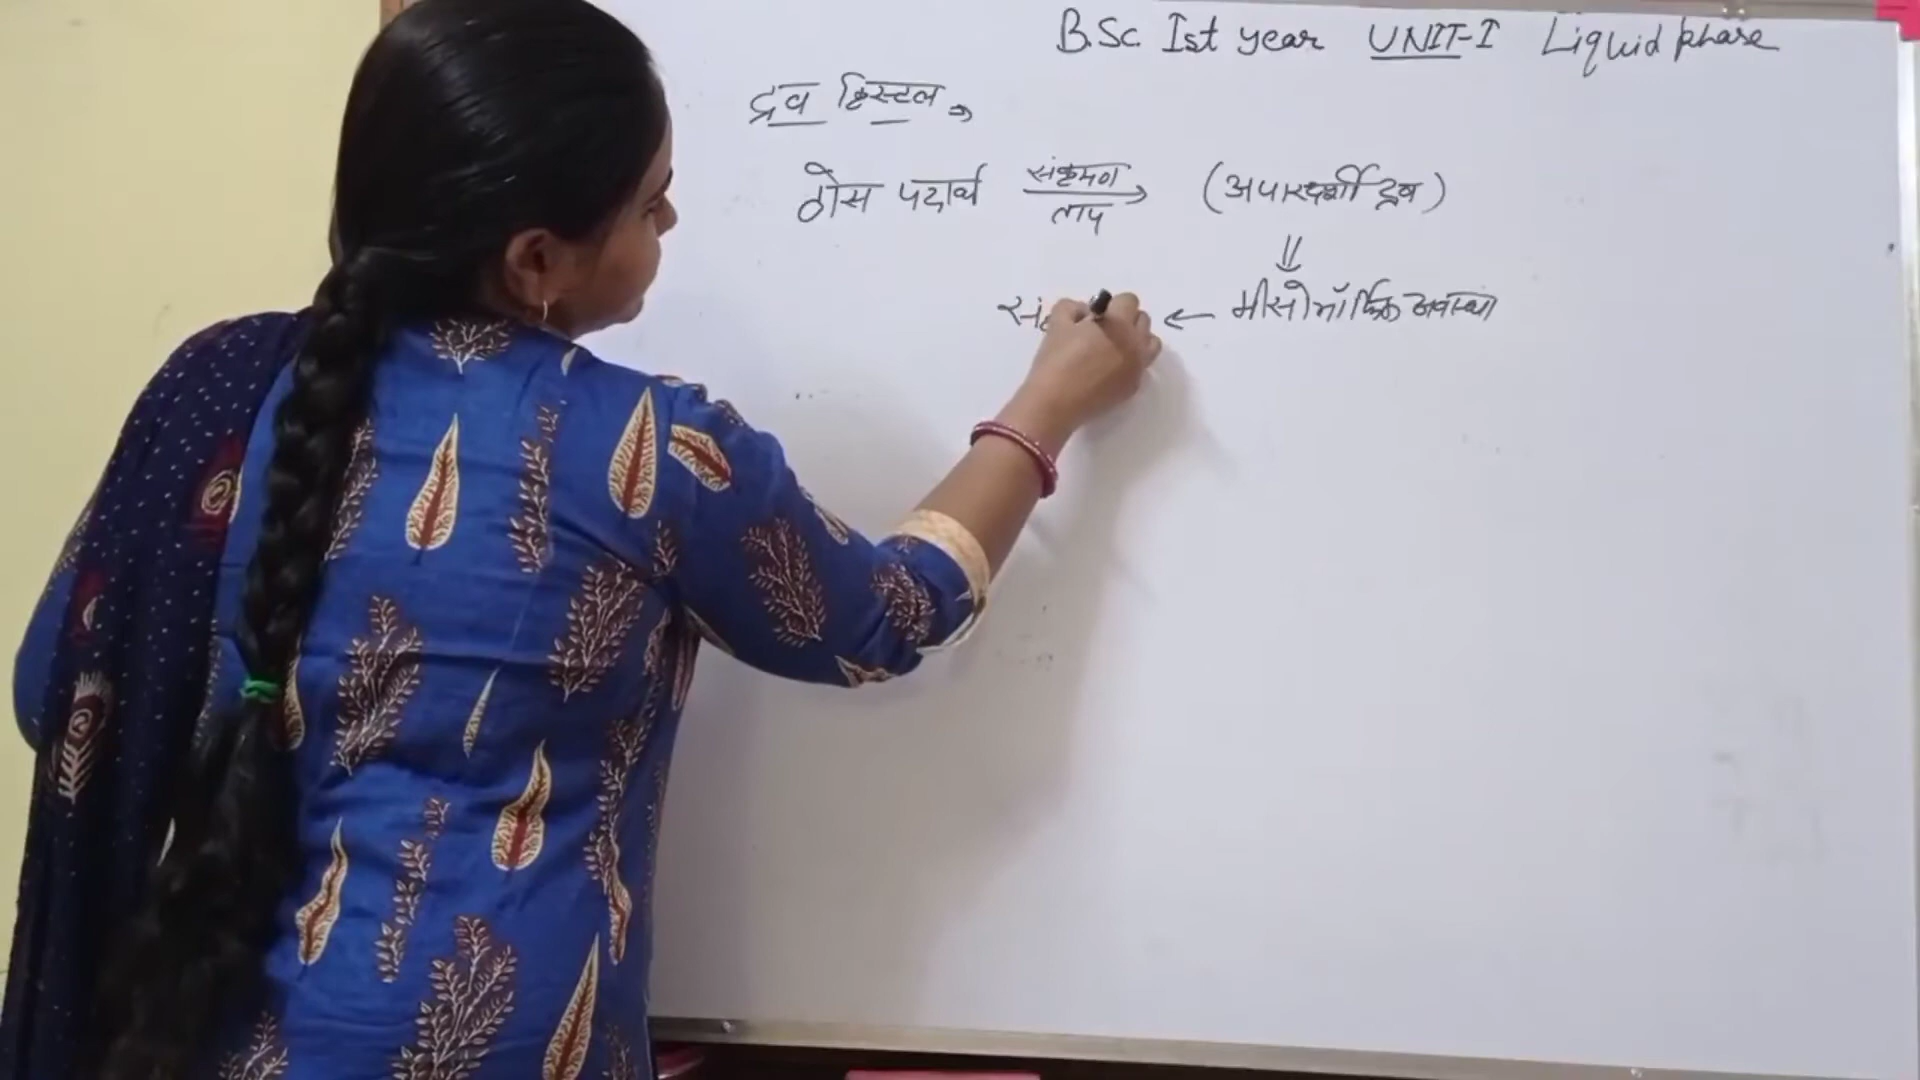 B.Sc. Ist year UNIT-I Liquid phase
द्रव क्रिस्टल →
ठोस पदार्थ संक्रमण ताप → (अपारदर्शी द्रव)
⇓
सं ← मीसोमॉर्फिक अवस्था